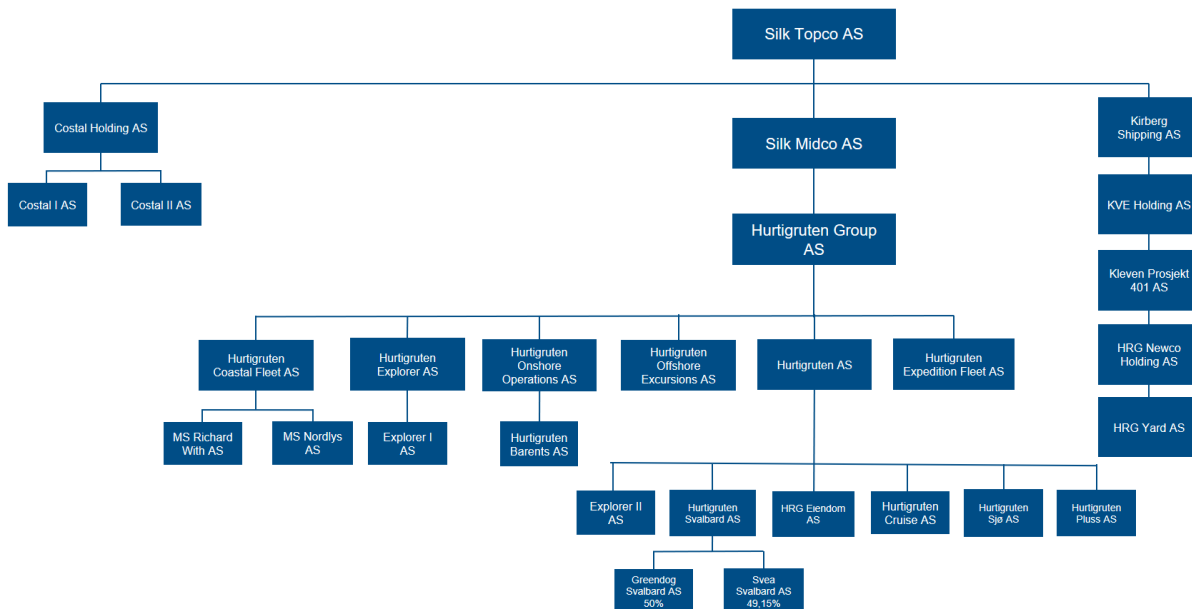 Silk Topco AS
Costal Holding AS
Silk Midco AS
Kirberg
Shipping AS
Costal I AS
Costal II AS
KVE Holding AS
Hurtigruten Group
AS
Kleven Prosjekt
401 AS
Hurtigruten
Coastal Fleet AS
Hurtigruten
Explorer AS
Hurtigruten
Onshore
Operations AS
Hurtigruten
Offshore
Excursions AS
Hurtigruten AS
Hurtigruten
Expedition Fleet AS
HRG Newco
Holding AS
MS Richard
With AS
MS Nordlys
AS
Explorer I
AS
Hurtigruten
Barents AS
HRG Yard AS
Explorer II
AS
Hurtigruten
Svalbard AS
HRG Eiendom
AS
Hurtigruten
Cruise AS
Hurtigruten
Sjø AS
Hurtigruten
Pluss AS
Greendog
Svalbard AS
50%
Svea
Svalbard AS
49,15%